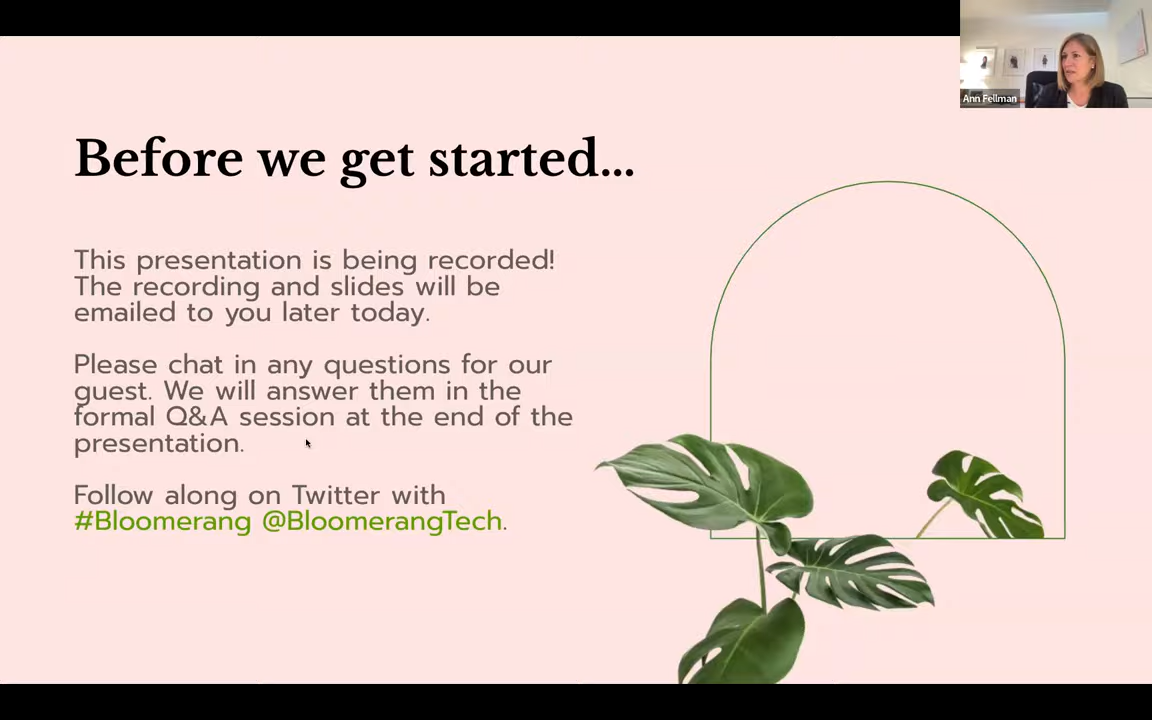 Ann Fellman
Before we get started...
This presentation is being recorded!
The recording and slides will be
emailed to you later today.
Please chat in any questions for our
guest. We will answer them in the
formal Q&A session at the end of the
presentation.
Follow along on Twitter with
#Bloomerang @BloomerangTech.